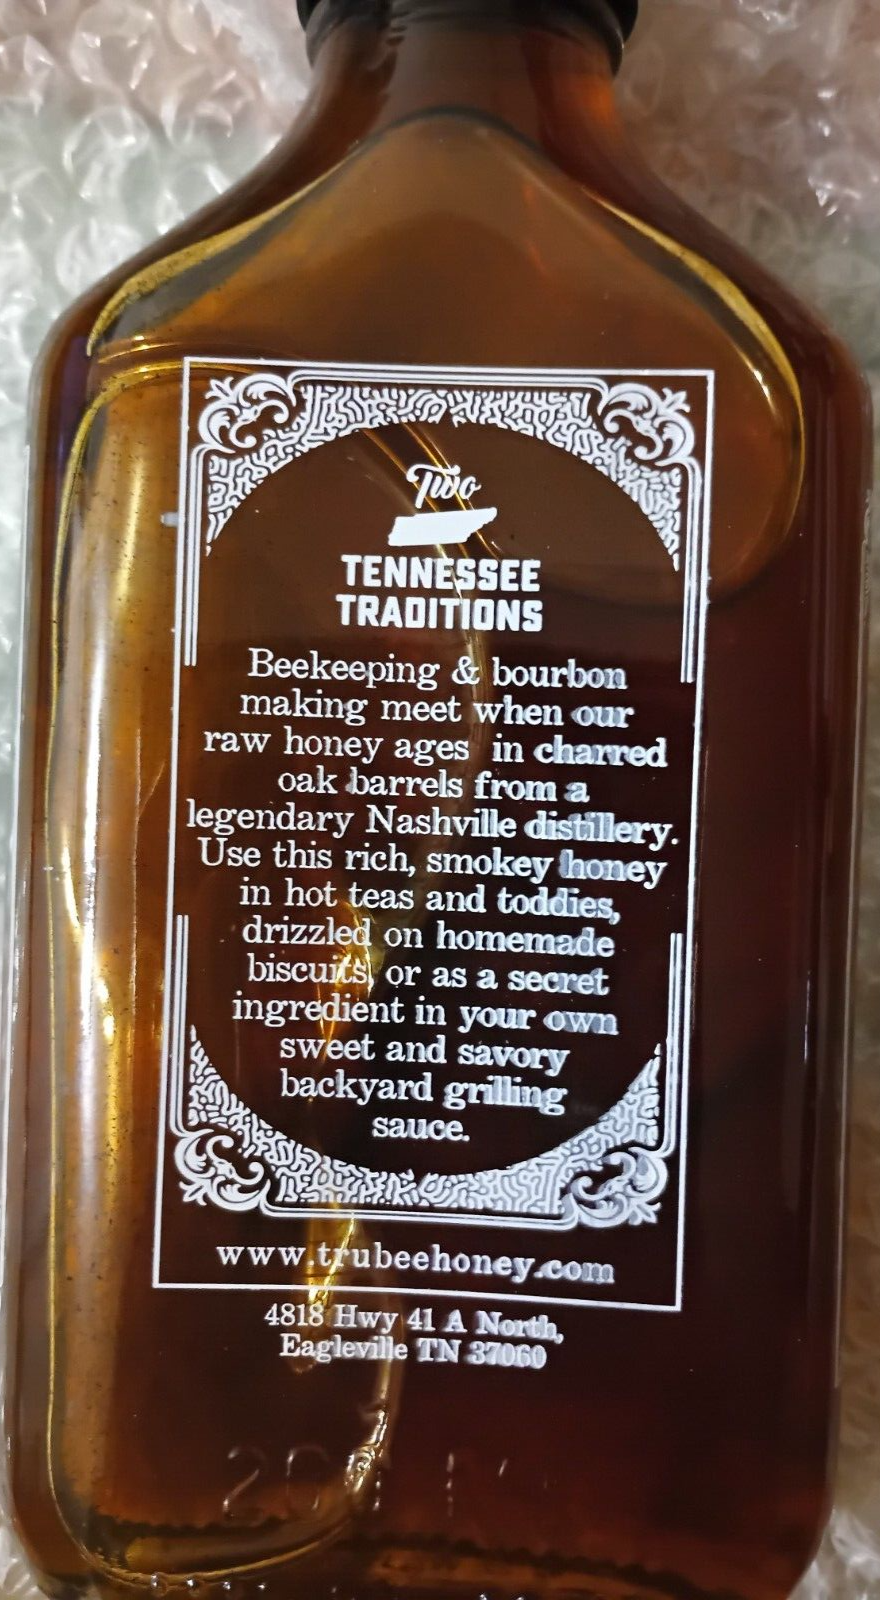 Two
TENNESSEE
TRADITIONS
Beekeeping & bourbon
making meet when our
raw honey ages in charred
oak barrels from a
legendary Nashville distillery.
Use this rich, smokey honey
in hot teas and toddies,
drizzled on homemade
biscuits, or as a secret
ingredient in your own
sweet and savory
backyard grilling
sauce.
www.trubeehoney.com
4818 Hwy 41 A North,
Eagleville TN 37060